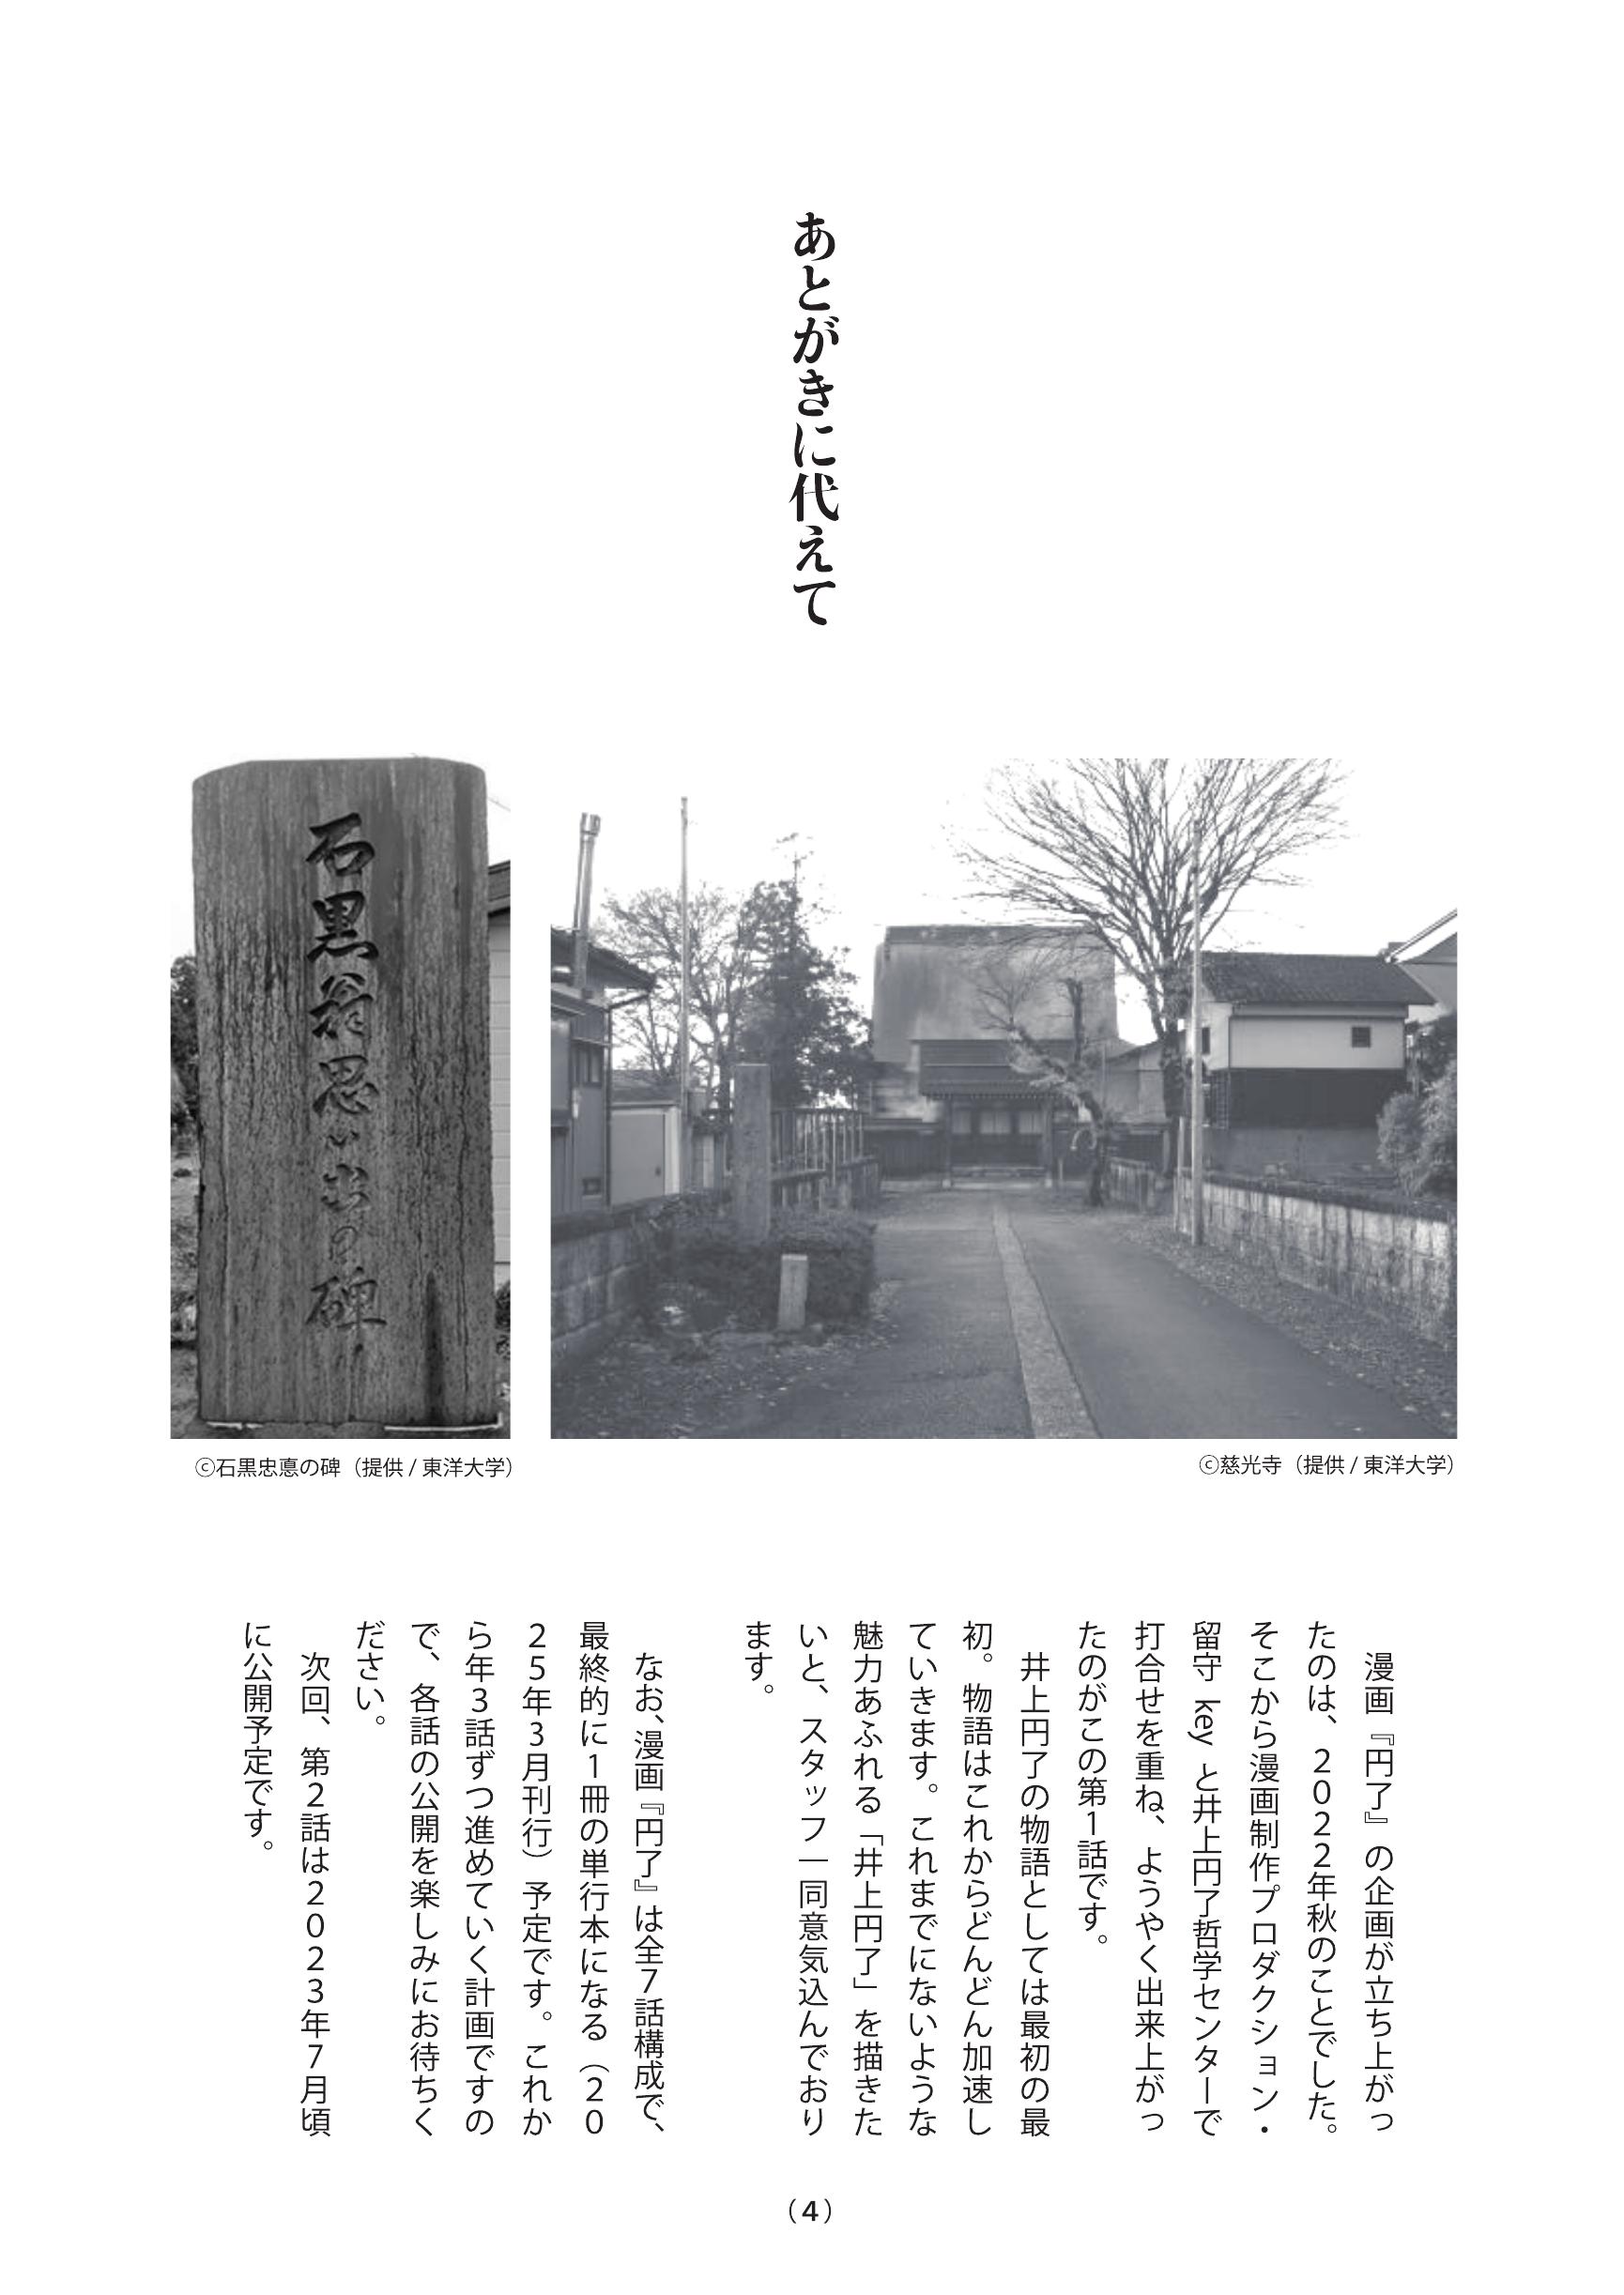 あとがきに代えて
石黒翁思い出の碑
ⓒ慈光寺（提供 / 東洋大学）
ⓒ石黒忠悳の碑（提供 / 東洋大学）
漫画『円了』の企画が立ち上がっ
たのは、2022年秋のことでした。
そこから漫画制作プロダクション・
留守 key と井上円了哲学センターで
打合せを重ね、ようやく出来上がっ
たのがこの第1話です。
井上円了の物語としては最初の最
初。物語はこれからどんどん加速し
ていきます。これまでにないような
魅力あふれる「井上円了」を描きた
いと、スタッフ一同意気込んでおり
ます。
なお、漫画『円了』は全7話構成で、
最終的に1冊の単行本になる（20
25年3月刊行）予定です。これか
ら年3話ずつ進めていく計画ですの
で、各話の公開を楽しみにお待ちく
ださい。
次回、第2話は2023年7月頃
に公開予定です。
（4）